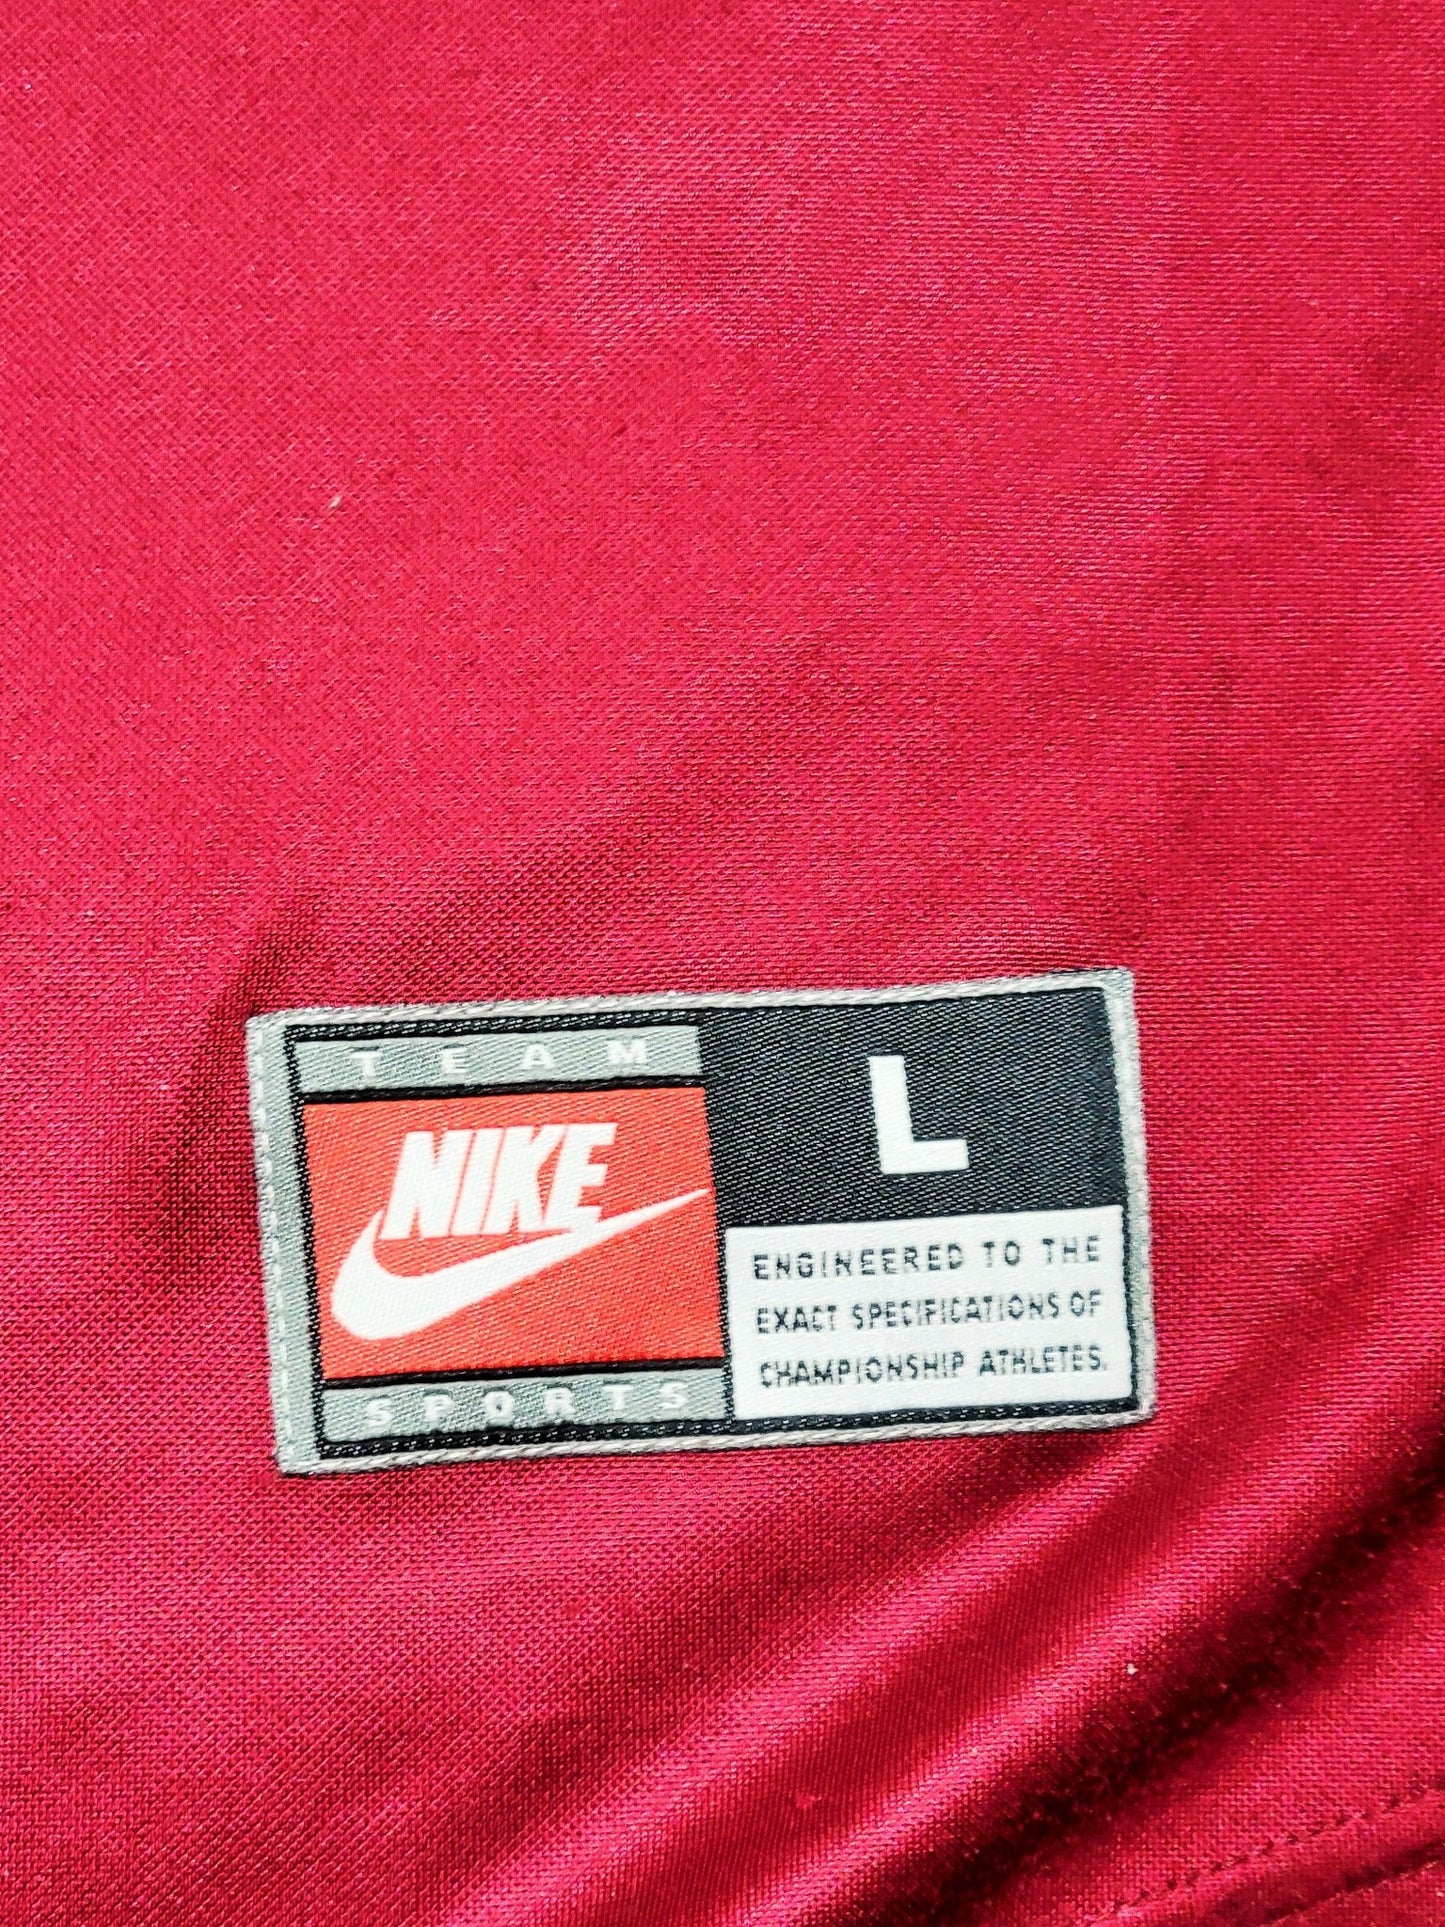 TEAM
NIKE
SPORTS
L
ENGINEERED TO THE
EXACT SPECIFICATIONS OF
CHAMPIONSHIP ATHLETES.